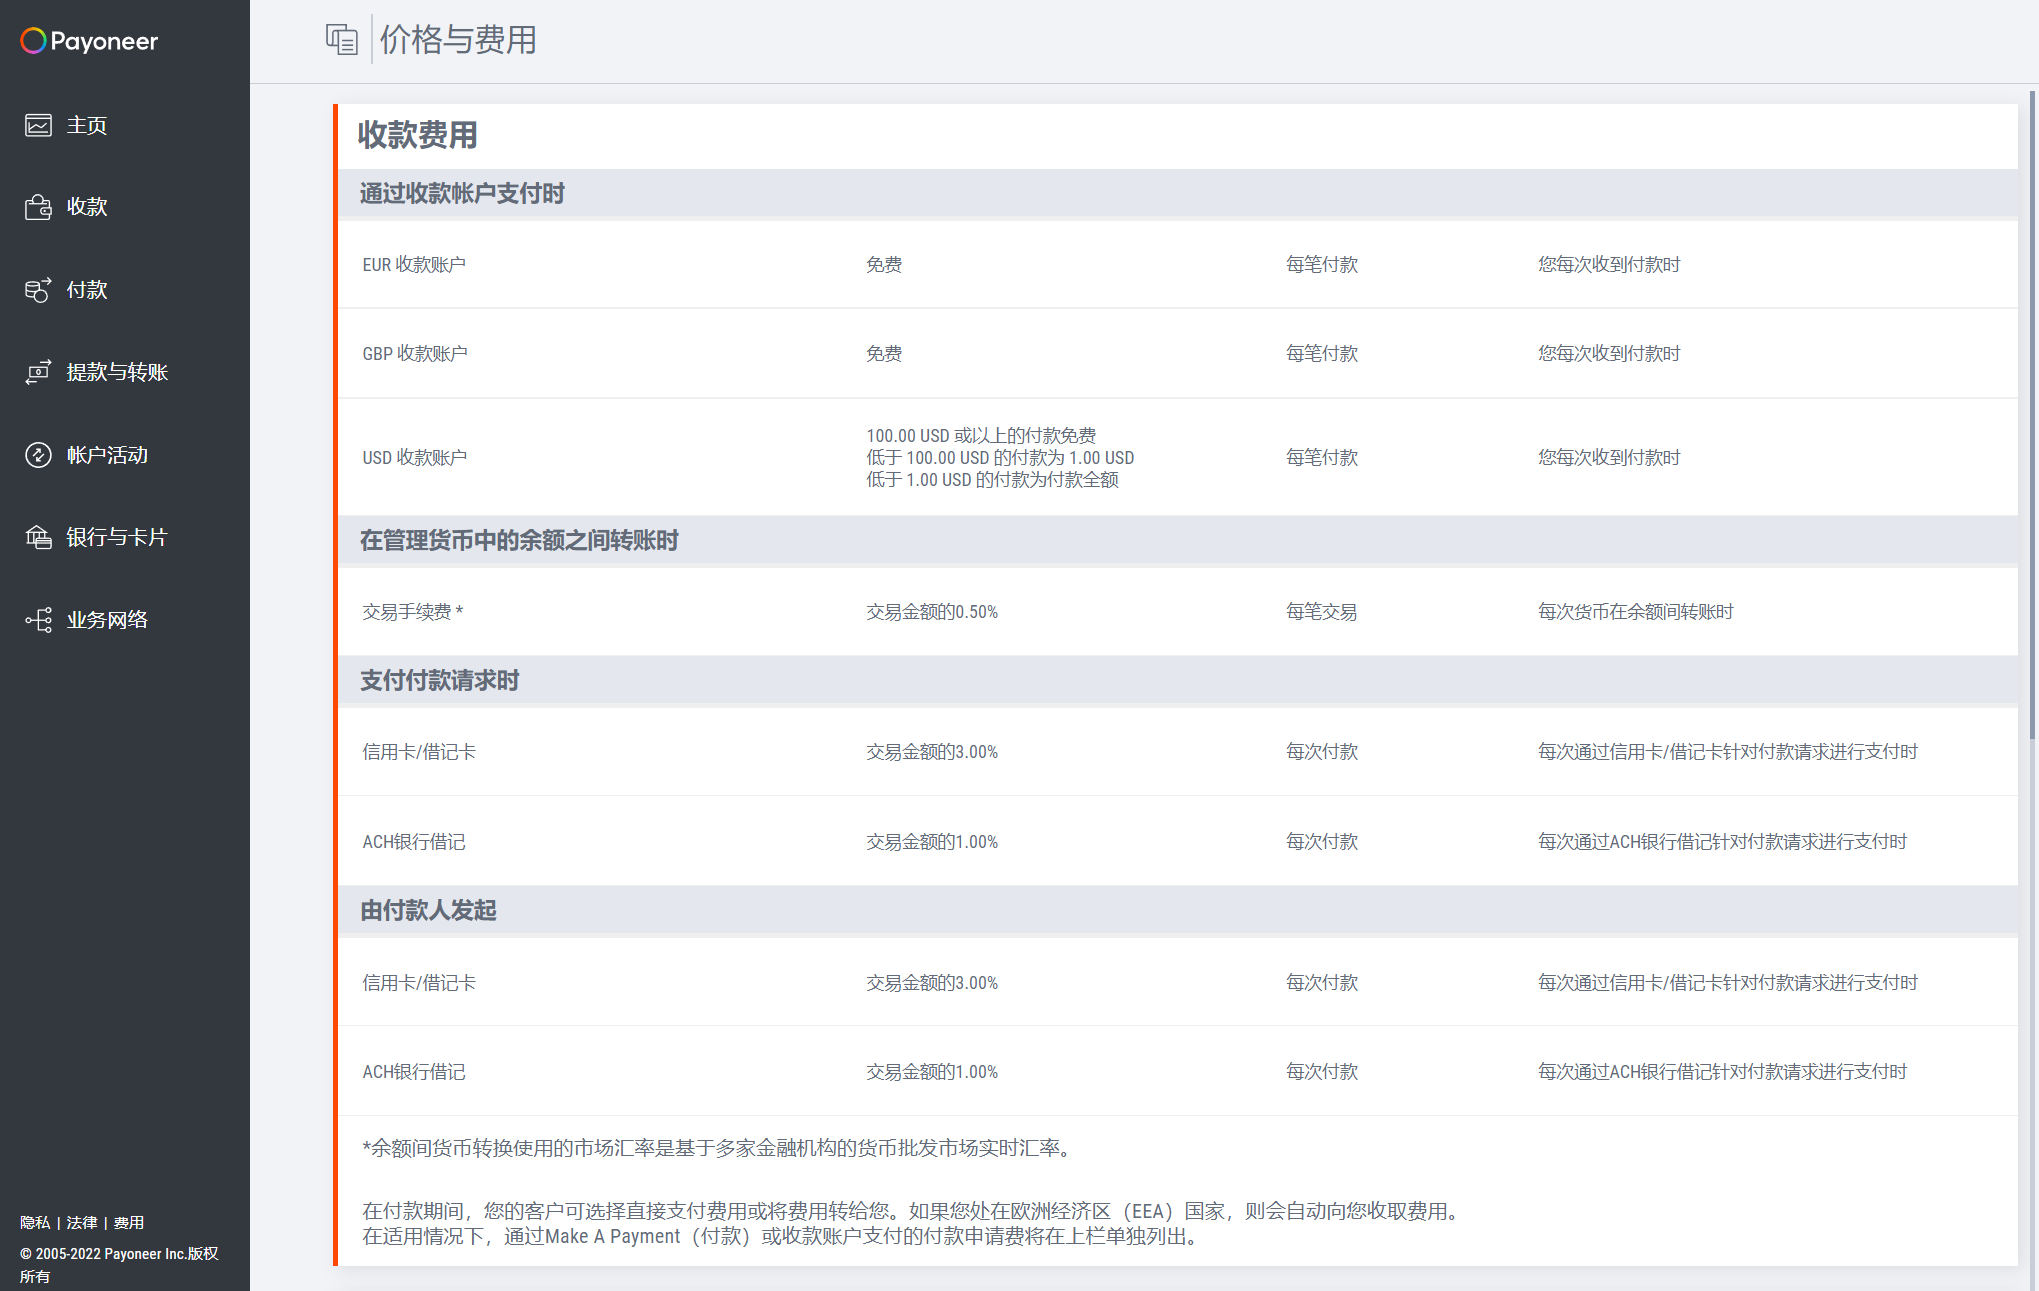 Payoneer
主页
收款
付款
提款与转账
帐户活动
银行与卡片
业务网络
隐私 | 法律 | 费用
© 2005-2022 Payoneer Inc.版权
所有
价格与费用
收款费用
通过收款帐户支付时
EUR 收款账户 免费 每笔付款 您每次收到付款时
GBP 收款账户 免费 每笔付款 您每次收到付款时
100.00 USD 或以上的付款免费
USD 收款账户 低于 100.00 USD 的付款为 1.00 USD 每笔付款 您每次收到付款时
低于 1.00 USD 的付款为付款全额
在管理货币中的余额之间转账时
交易手续费 * 交易金额的0.50% 每笔交易 每次货币在余额间转账时
支付付款请求时
信用卡/借记卡 交易金额的3.00% 每次付款 每次通过信用卡/借记卡针对付款请求进行支付时
ACH银行借记 交易金额的1.00% 每次付款 每次通过ACH银行借记针对付款请求进行支付时
由付款人发起
信用卡/借记卡 交易金额的3.00% 每次付款 每次通过信用卡/借记卡针对付款请求进行支付时
ACH银行借记 交易金额的1.00% 每次付款 每次通过ACH银行借记针对付款请求进行支付时
*余额间货币转换使用的市场汇率是基于多家金融机构的货币批发市场实时汇率。
在付款期间，您的客户可选择直接支付费用或将费用转给您。如果您处在欧洲经济区（EEA）国家，则会自动向您收取费用。
在适用情况下，通过Make A Payment（付款）或收款账户支付的付款申请费将在上栏单独列出。